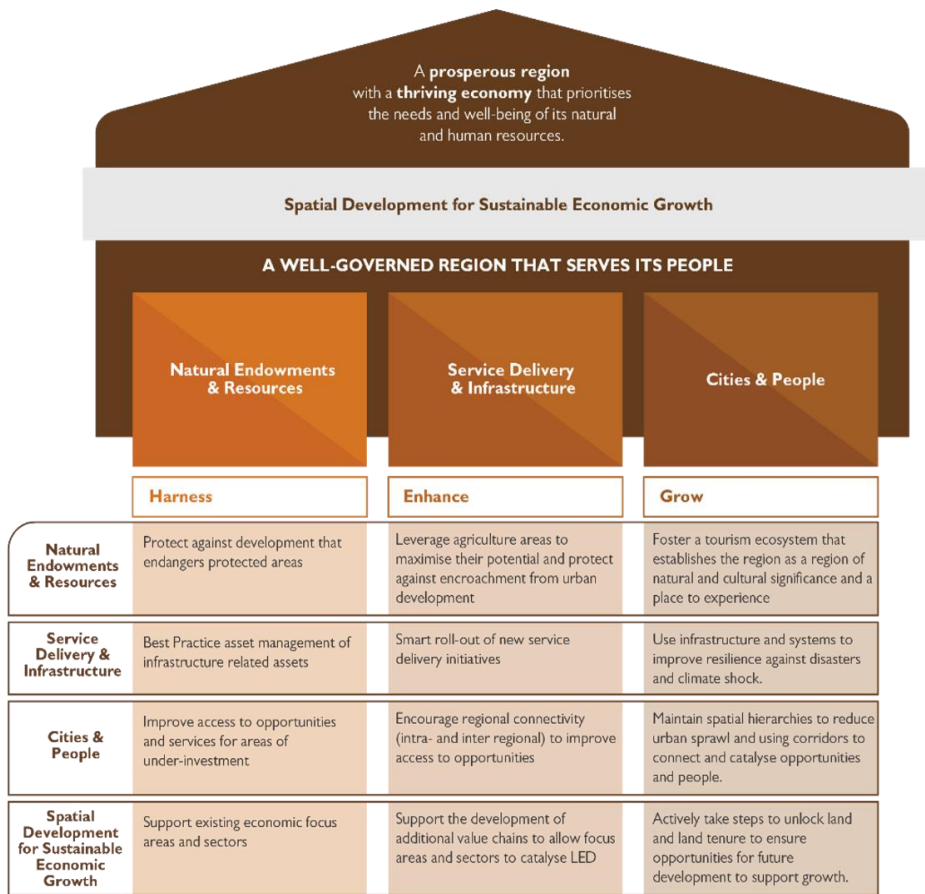 A prosperous region
with a thriving economy that prioritises
the needs and well-being of its natural
and human resources.
Spatial Development for Sustainable Economic Growth
A WELL-GOVERNED REGION THAT SERVES ITS PEOPLE
Natural Endowments
& Resources
Service Delivery
& Infrastructure
Cities & People
Harness
Enhance
Grow
Natural
Endowments
& Resources
Protect against development that
endangers protected areas
Leverage agriculture areas to
maximise their potential and protect
against encroachment from urban
development
Foster a tourism ecosystem that
establishes the region as a region of
natural and cultural significance and a
place to experience
Service
Delivery &
Infrastructure
Best Practice asset management of
infrastructure related assets
Smart roll-out of new service
delivery initiatives
Use infrastructure and systems to
improve resilience against disasters
and climate shock.
Cities &
People
Improve access to opportunities
and services for areas of
under-investment
Encourage regional connectivity
(intra- and inter regional) to improve
access to opportunities
Maintain spatial hierarchies to reduce
urban sprawl and using corridors to
connect and catalyse opportunities
and people.
Spatial
Development
for Sustainable
Economic
Growth
Support existing economic focus
areas and sectors
Support the development of
additional value chains to allow focus
areas and sectors to catalyse LED
Actively take steps to unlock land
and land tenure to ensure
opportunities for future
development to support growth.